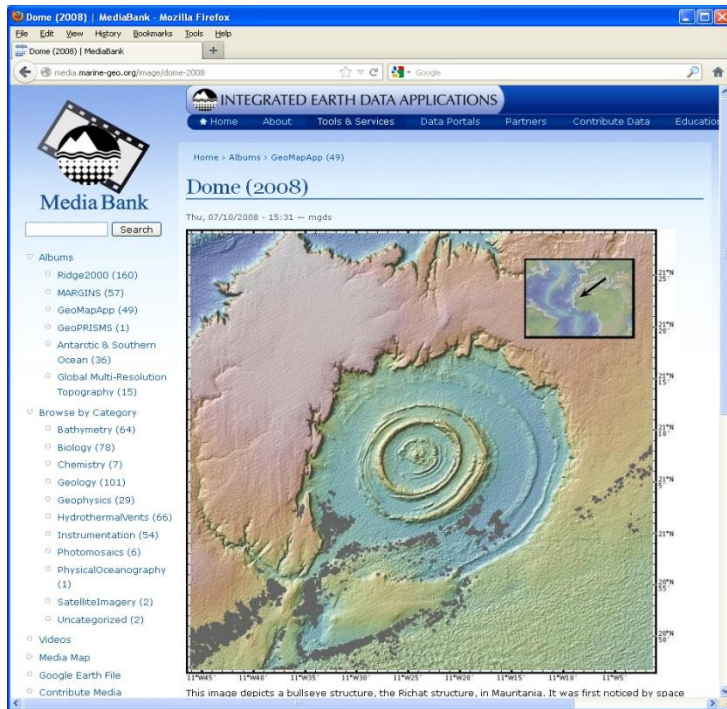 Dome (2008) | MediaBank - Mozilla Firefox
File Edit View History Bookmarks Tools Help
Dome (2008) | MediaBank
media.marine-geo.org/image/dome-2008
Google
INTEGRATED EARTH DATA APPLICATIONS
Home About Tools & Services Data Portals Partners Contribute Data Education
MediaBank
Search
Albums
Ridge2000 (160)
MARGINS (57)
GeoMapApp (49)
GeoPRISMS (1)
Antarctic & Southern
Ocean (36)
Global Multi-Resolution
Topography (15)
Browse by Category
Bathymetry (64)
Biology (78)
Chemistry (7)
Geology (101)
Geophysics (29)
HydrothermalVents (66)
Instrumentation (54)
Photomosaics (6)
PhysicalOceanography
(1)
SatelliteImagery (2)
Uncategorized (2)
Videos
Media Map
Google Earth File
Contribute Media
Home › Albums › GeoMapApp (49)
Dome (2008)
Thu, 07/10/2008 - 15:31 — mgds
21°N
25'
21°N
20'
21°N
15'
21°N
10'
21°N
5'
21°N
20°N
55'
20°N
50'
11°W45' 11°W40' 11°W35' 11°W30' 11°W25' 11°W20' 11°W15' 11°W10' 11°W5'
This image depicts a bullseye structure, the Richat structure, in Mauritania. It was first noticed by space